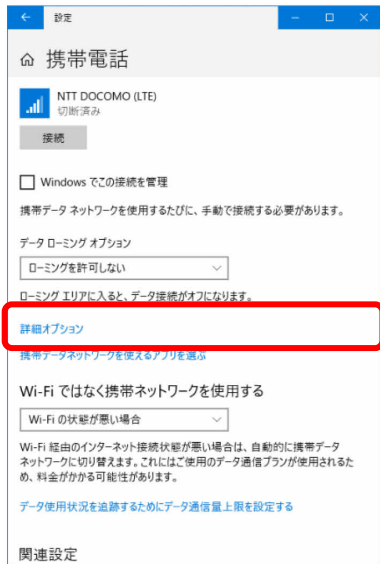 設定
携帯電話
NTT DOCOMO (LTE)
切断済み
接続
Windows でこの接続を管理
携帯データ ネットワークを使用するたびに、手動で接続する必要があります。
データ ローミング オプション
ローミングを許可しない
ローミング エリアに入ると、データ接続がオフになります。
詳細オプション
携帯データネットワークを使えるアプリを選ぶ
Wi-Fi ではなく携帯ネットワークを使用する
Wi-Fi の状態が悪い場合
Wi-Fi 経由のインターネット接続状態が悪い場合は、自動的に携帯データ
ネットワークに切り替えます。これにはご使用のデータ通信プランが使用されるた
め、料金がかかる可能性があります。
データ使用状況を追跡するためにデータ通信量上限を設定する
関連設定